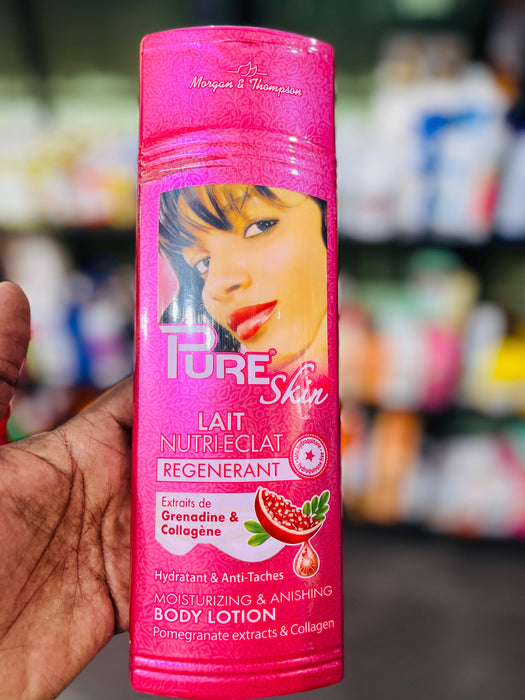 Morgan & Thompson
PURE®
Skin
LAIT
NUTRI-ECLAT
REGENERANT
Extraits de
Grenadine &
Collagène
Hydratant & Anti-Taches
MOISTURIZING & ANISHING
BODY LOTION
Pomegranate extracts & Collagen